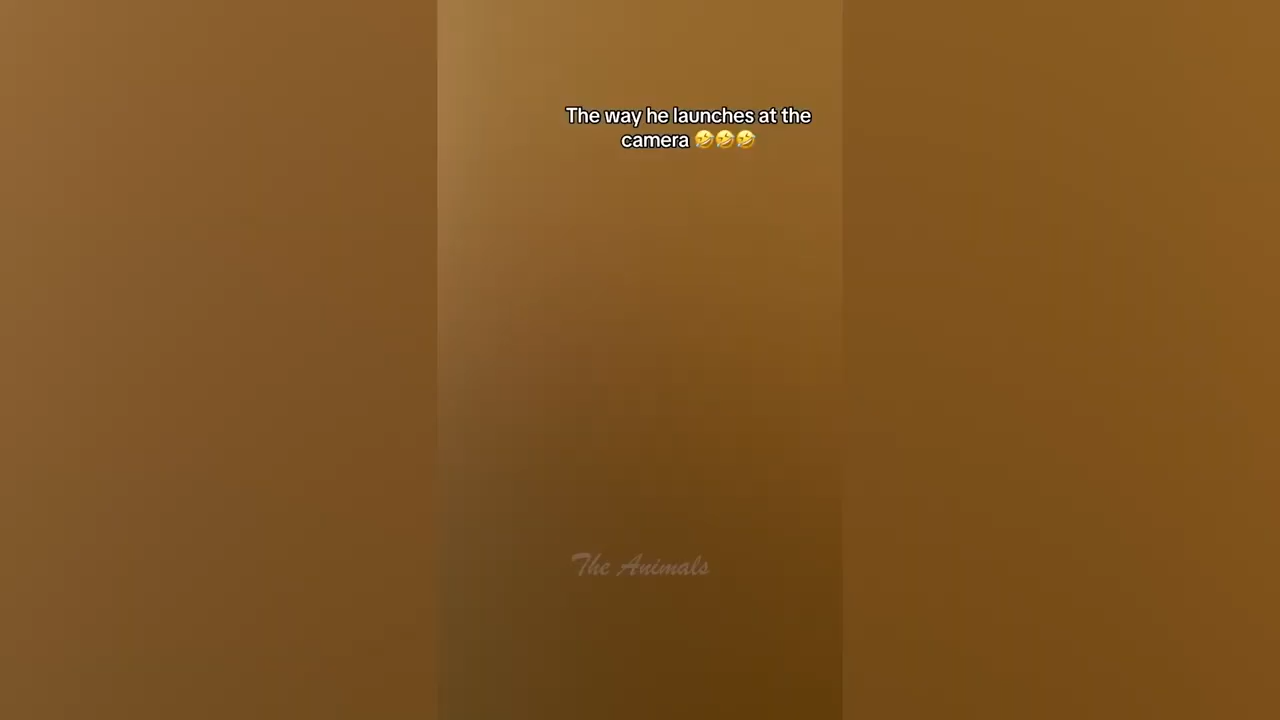 The way he launches at the
camera 🤣🤣🤣
The Animals